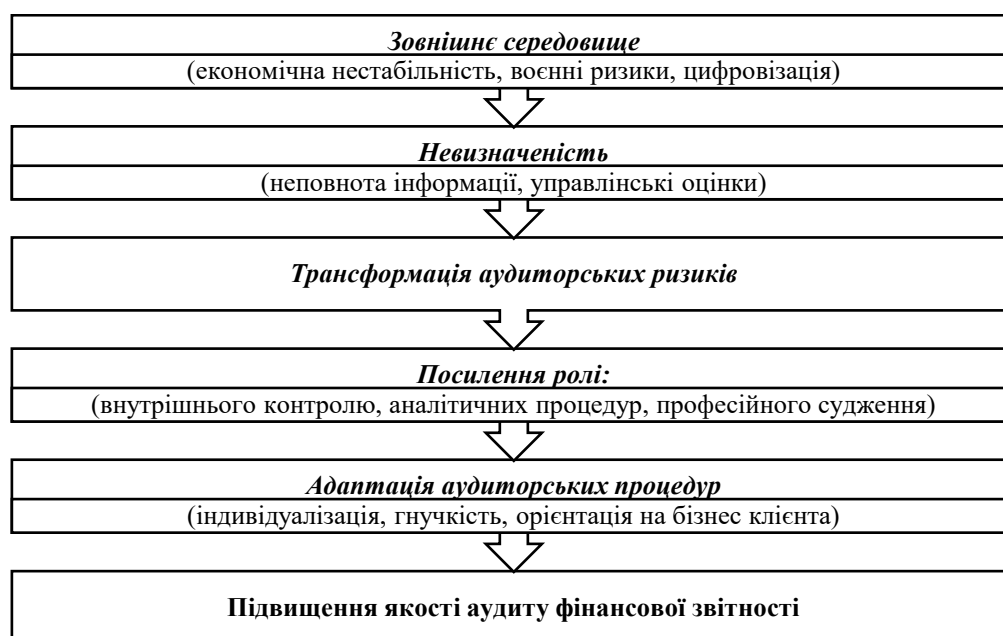 Зовнішнє середовище
(економічна нестабільність, воєнні ризики, цифровізація)
Невизначеність
(неповнота інформації, управлінські оцінки)
Трансформація аудиторських ризиків
Посилення ролі:
(внутрішнього контролю, аналітичних процедур, професійного судження)
Адаптація аудиторських процедур
(індивідуалізація, гнучкість, орієнтація на бізнес клієнта)
Підвищення якості аудиту фінансової звітності